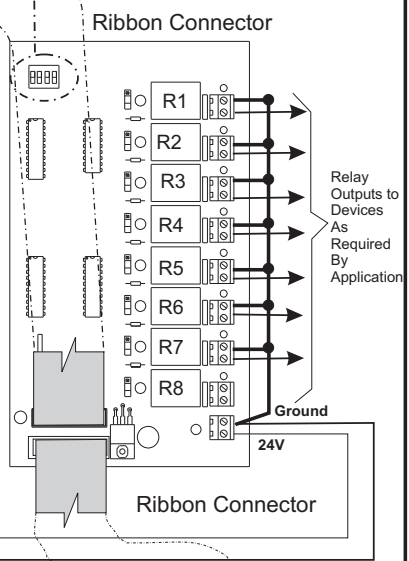 Ribbon Connector
R1
R2
R3
R4
R5
R6
R7
R8
Relay
Outputs to
Devices
As
Required
By
Application
Ground
24V
Ribbon Connector